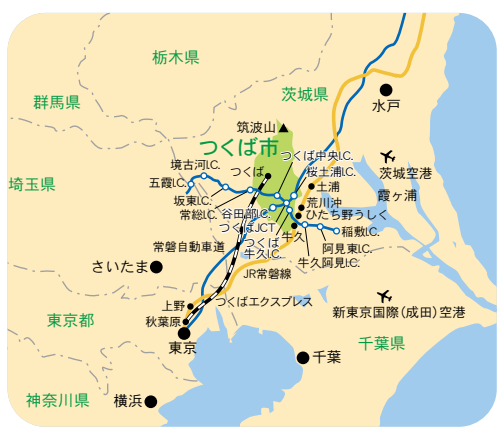 栃木県
群馬県
茨城県
水戸
筑波山
つくば市
つくば中央I.C.
境古河I.C.
つくば
桜土浦I.C.
茨城空港
埼玉県
五霞I.C.
土浦
霞ヶ浦
坂東I.C.
荒川沖
常総I.C.
谷田部I.C.
ひたち野うしく
つくばJCT
稲敷I.C.
牛久
常磐自動車道
つくば
牛久I.C.
阿見東I.C.
牛久阿見I.C.
さいたま
JR常磐線
上野
つくばエクスプレス
新東京国際(成田)空港
東京都
秋葉原
東京
千葉県
千葉
神奈川県
横浜